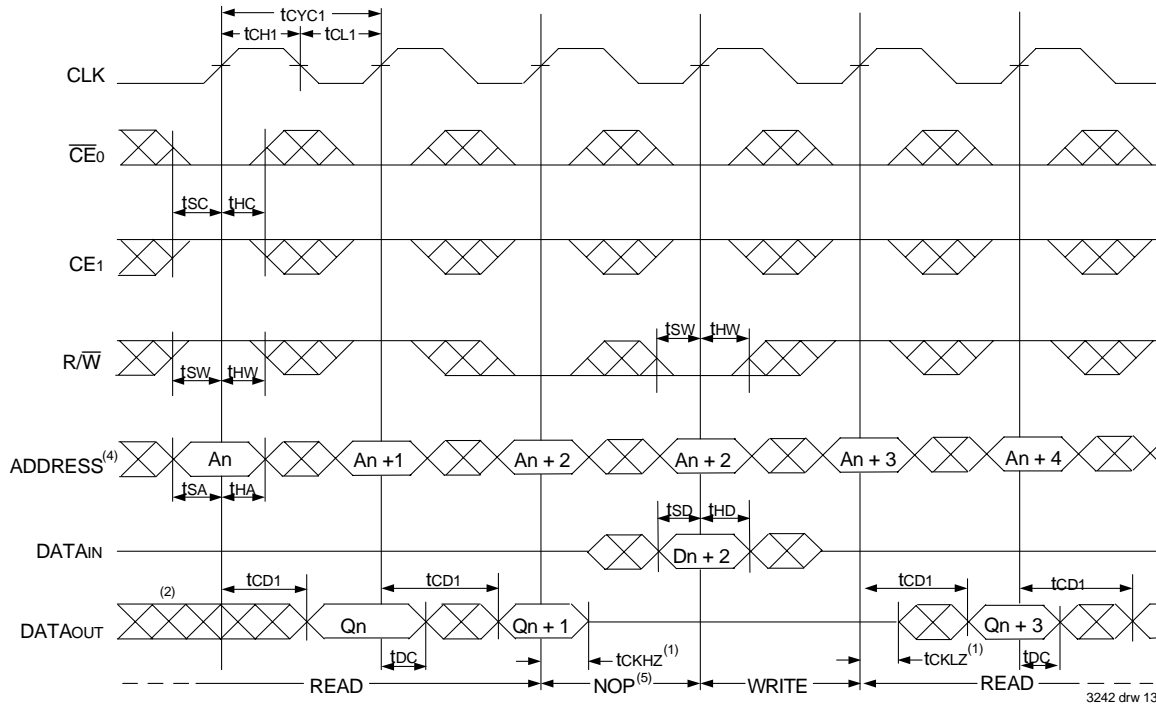 tCYC1
tCH1 tCL1
CLK
CE0
tSC tHC
CE1
tSW tHW
R/W
tSW tHW
ADDRESS(4) An An +1 An + 2 An + 2 An + 3 An + 4
tSA tHA
tSD tHD
DATAIN Dn + 2
(2) tCD1 tCD1 tCD1 tCD1
DATAOUT Qn Qn + 1 Qn + 3
tDC tCKHZ(1) tCKLZ(1) tDC
READ NOP(5) WRITE READ
3242 drw 13